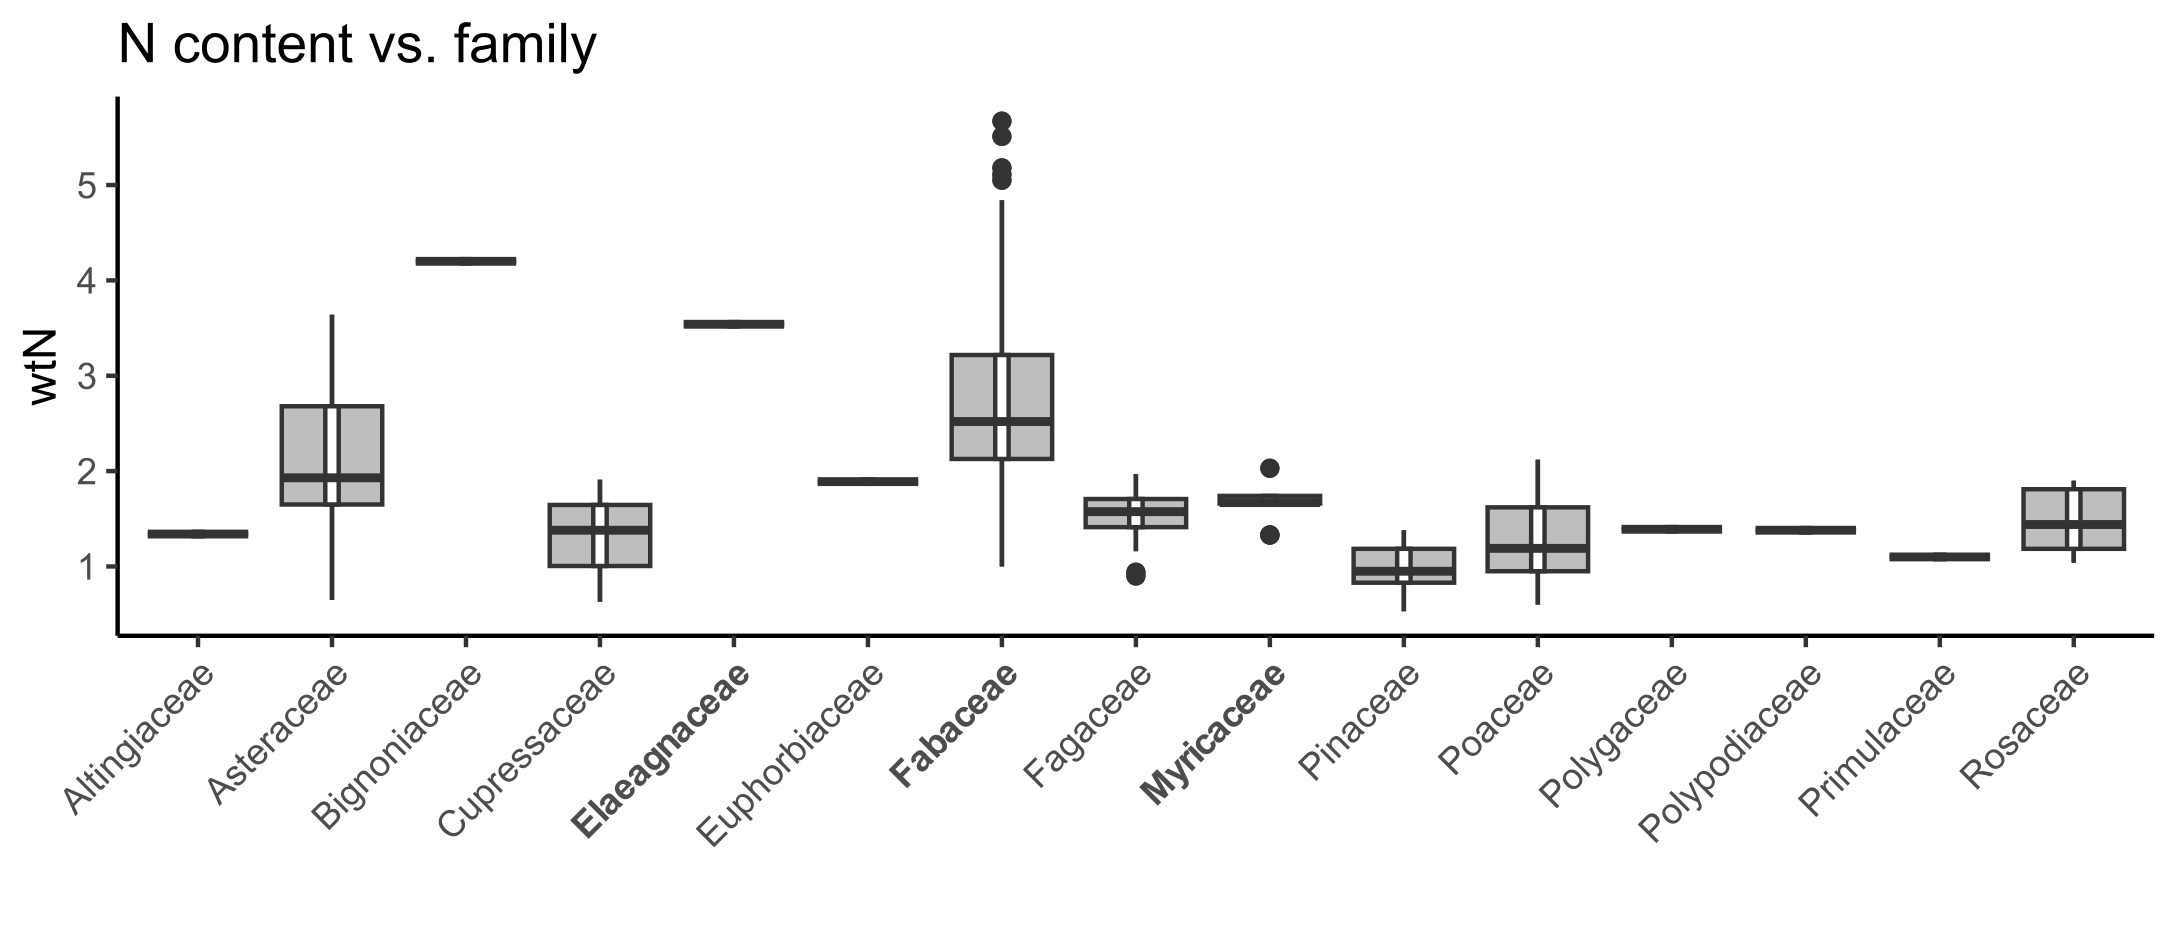 N content vs. family
wtN
5
4
3
2
1
Altingiaceae
Asteraceae
Bignoniaceae
Cupressaceae
Elaeagnaceae
Euphorbiaceae
Fabaceae
Fagaceae
Myricaceae
Pinaceae
Poaceae
Polygaceae
Polypodiaceae
Primulaceae
Rosaceae